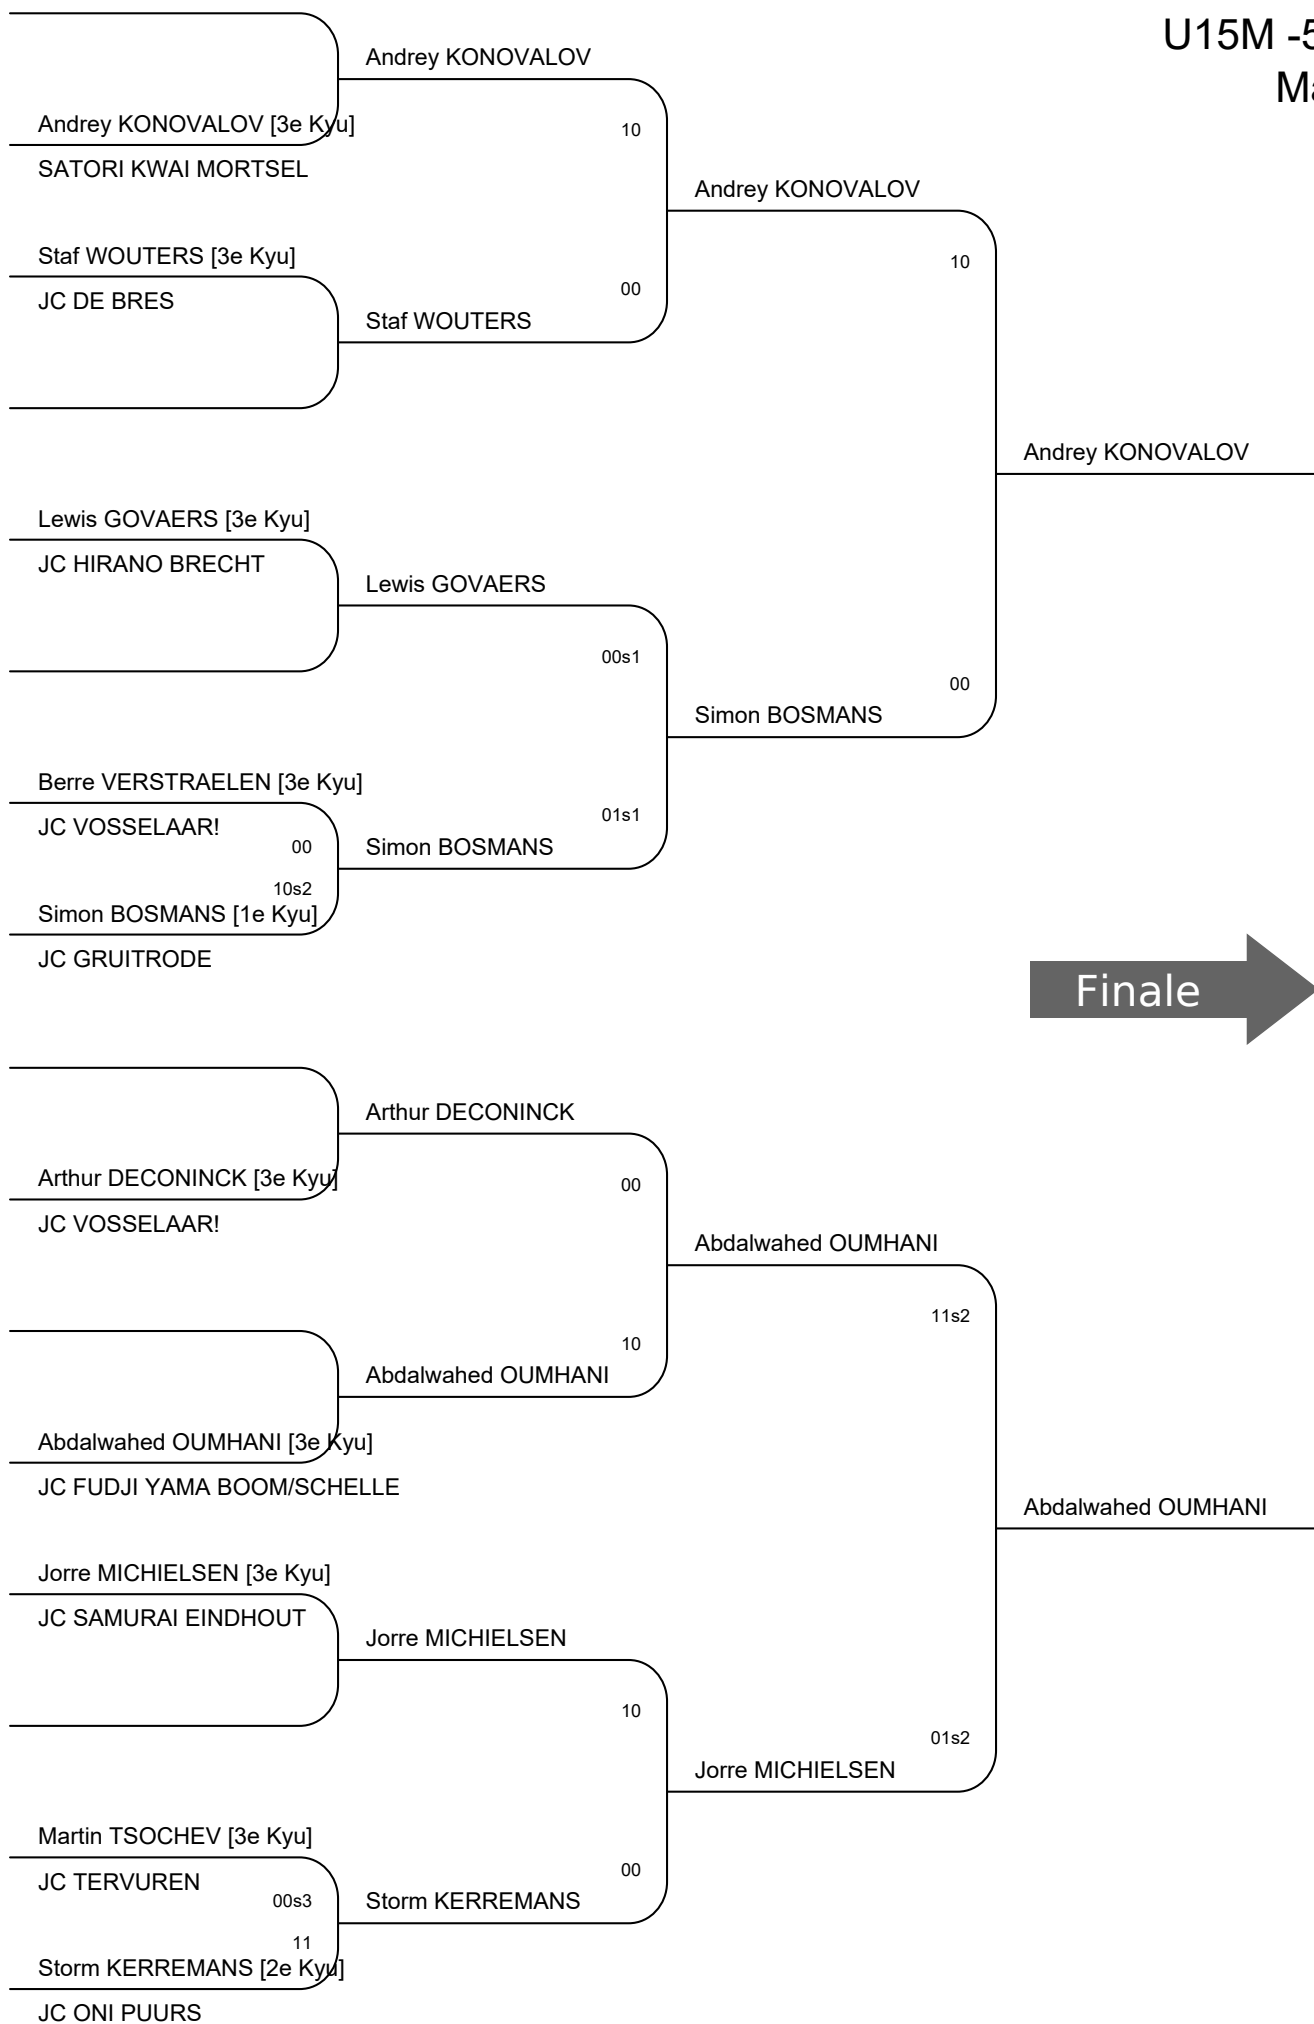 U15M -5
Ma
Andrey KONOVALOV
Andrey KONOVALOV [3e Kyu]
10
SATORI KWAI MORTSEL
Andrey KONOVALOV
Staf WOUTERS [3e Kyu]
10
JC DE BRES
00
Staf WOUTERS
Andrey KONOVALOV
Lewis GOVAERS [3e Kyu]
JC HIRANO BRECHT
Lewis GOVAERS
00s1
00
Simon BOSMANS
Berre VERSTRAELEN [3e Kyu]
01s1
JC VOSSELAAR!
00
Simon BOSMANS
10s2
Simon BOSMANS [1e Kyu]
JC GRUITRODE
Finale
Arthur DECONINCK
Arthur DECONINCK [3e Kyu]
00
JC VOSSELAAR!
Abdalwahed OUMHANI
11s2
10
Abdalwahed OUMHANI
Abdalwahed OUMHANI [3e Kyu]
JC FUDJI YAMA BOOM/SCHELLE
Abdalwahed OUMHANI
Jorre MICHIELSEN [3e Kyu]
JC SAMURAI EINDHOUT
Jorre MICHIELSEN
10
01s2
Jorre MICHIELSEN
Martin TSOCHEV [3e Kyu]
00
JC TERVUREN
00s3
Storm KERREMANS
11
Storm KERREMANS [2e Kyu]
JC ONI PUURS